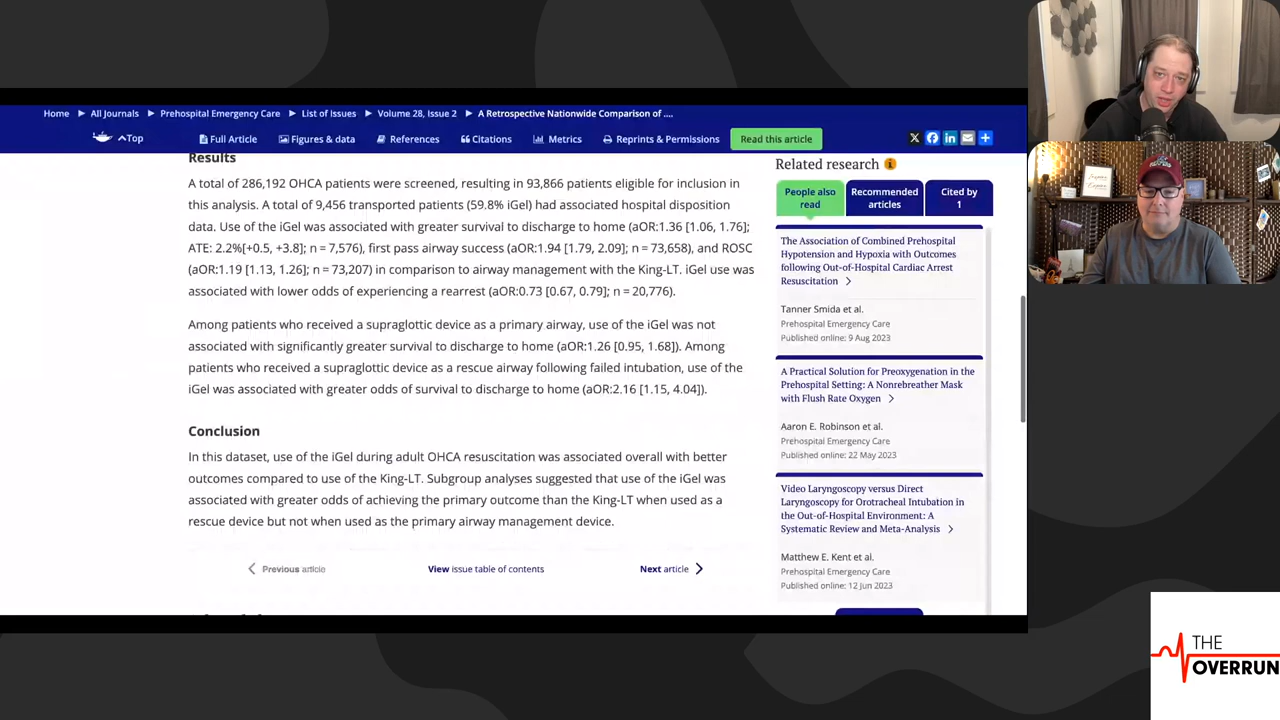 Home ▶ All Journals ▶ Prehospital Emergency Care ▶ List of Issues ▶ Volume 28, Issue 2 ▶ A Retrospective Nationwide Comparison of ....
Top
Full Article
Figures & data
References
Citations
Metrics
Reprints & Permissions
Read this article
Results
A total of 286,192 OHCA patients were screened, resulting in 93,866 patients eligible for inclusion in
this analysis. A total of 9,456 transported patients (59.8% iGel) had associated hospital disposition
data. Use of the iGel was associated with greater survival to discharge to home (aOR:1.36 [1.06, 1.76];
ATE: 2.2%[+0.5, +3.8]; n = 7,576), first pass airway success (aOR:1.94 [1.79, 2.09]; n = 73,658), and ROSC
(aOR:1.19 [1.13, 1.26]; n = 73,207) in comparison to airway management with the King-LT. iGel use was
associated with lower odds of experiencing a rearrest (aOR:0.73 [0.67, 0.79]; n = 20,776).
Among patients who received a supraglottic device as a primary airway, use of the iGel was not
associated with significantly greater survival to discharge to home (aOR:1.26 [0.95, 1.68]). Among
patients who received a supraglottic device as a rescue airway following failed intubation, use of the
iGel was associated with greater odds of survival to discharge to home (aOR:2.16 [1.15, 4.04]).
Conclusion
In this dataset, use of the iGel during adult OHCA resuscitation was associated overall with better
outcomes compared to use of the King-LT. Subgroup analyses suggested that use of the iGel was
associated with greater odds of achieving the primary outcome than the King-LT when used as a
rescue device but not when used as the primary airway management device.
Previous article
View issue table of contents
Next article
Related research
People also
read
Recommended
articles
Cited by
1
The Association of Combined Prehospital
Hypotension and Hypoxia with Outcomes
following Out-of-Hospital Cardiac Arrest
Resuscitation
Tanner Smida et al.
Prehospital Emergency Care
Published online: 9 Aug 2023
A Practical Solution for Preoxygenation in the
Prehospital Setting: A Nonrebreather Mask
with Flush Rate Oxygen
Aaron E. Robinson et al.
Prehospital Emergency Care
Published online: 22 May 2023
Video Laryngoscopy versus Direct
Laryngoscopy for Orotracheal Intubation in
the Out-of-Hospital Environment: A
Systematic Review and Meta-Analysis
Matthew E. Kent et al.
Prehospital Emergency Care
Published online: 12 Jun 2023
THE
OVERRUN